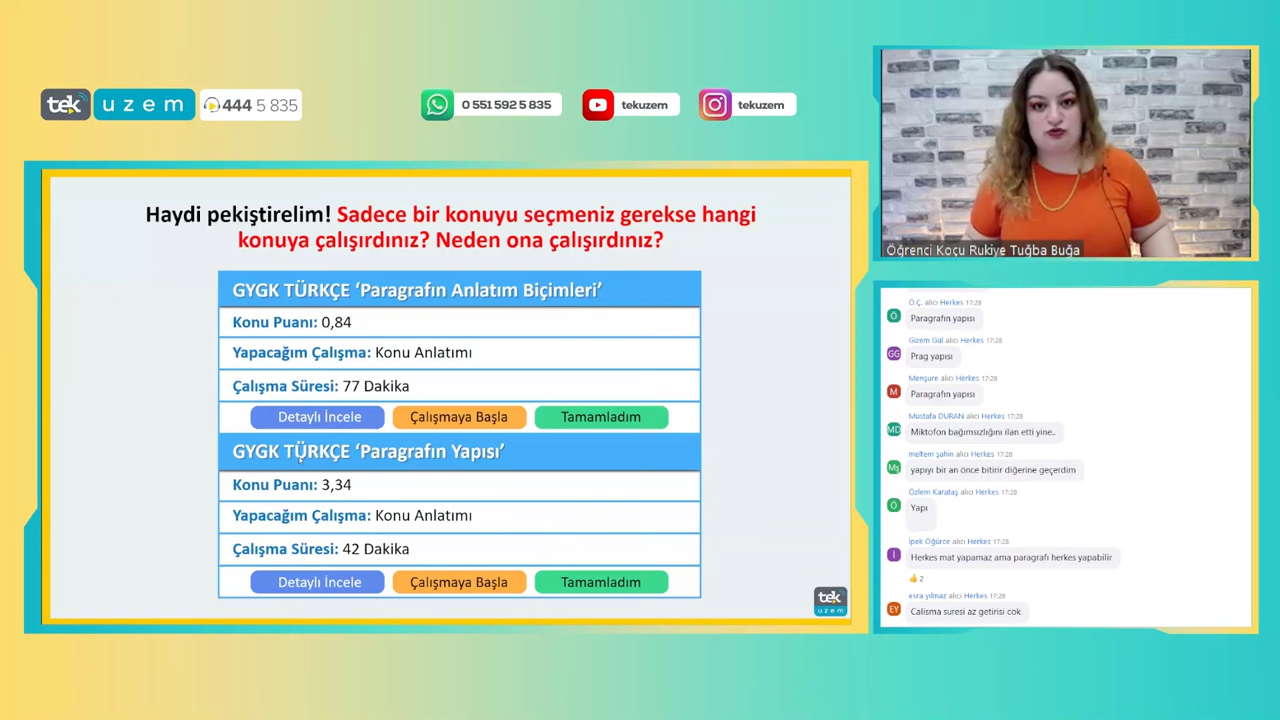 tek uzem 444 5 835
0 551 592 5 835
tekuzem
tekuzem
Haydi pekiştirelim! Sadece bir konuyu seçmeniz gerekse hangi
konuya çalışırdınız? Neden ona çalışırdınız?
GYGK TÜRKÇE ‘Paragrafın Anlatım Biçimleri’
Konu Puanı: 0,84
Yapacağım Çalışma: Konu Anlatımı
Çalışma Süresi: 77 Dakika
Detaylı İncele Çalışmaya Başla Tamamladım
GYGK TÜRKÇE ‘Paragrafın Yapısı’
Konu Puanı: 3,34
Yapacağım Çalışma: Konu Anlatımı
Çalışma Süresi: 42 Dakika
Detaylı İncele Çalışmaya Başla Tamamladım
tek
uzem
Öğrenci Koçu Rukiye Tuğba Buğa
Ö.Ç. alıcı Herkes 17:28
Ö Paragrafın yapısı
Gizem Gül alıcı Herkes 17:28
GG Prag yapısı
Menşure alıcı Herkes 17:28
M Paragrafın yapısı
Mustafa DURAN alıcı Herkes 17:28
MD Miktofon bağımsızlığını ilan etti yine..
meltem şahin alıcı Herkes 17:28
Mş yapıyı bir an önce bitirir diğerine geçerdim
Özlem Karataş alıcı Herkes 17:28
Ö Yapı
İpek Öğürce alıcı Herkes 17:28
İ Herkes mat yapamaz ama paragrafı herkes yapabilir
2
esra yılmaz alıcı Herkes 17:28
EY Calisma suresi az getirisi cok